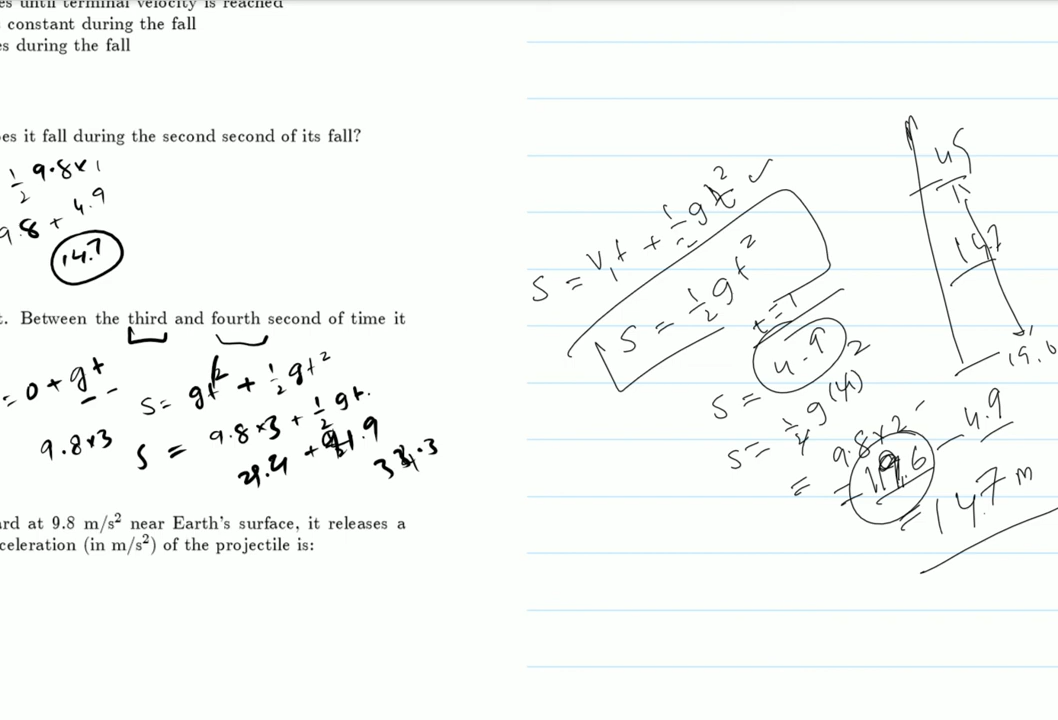 es until terminal velocity is reached
constant during the fall
s during the fall
es it fall during the second second of its fall?
1/2 9.8×1
9.8 + 4.9
14.7
t. Between the third and fourth second of time it
= 0 + gt
9.8×3
S = gt + 1/2 gt²
S = 9.8×3 + 1/2 g
29.4 + 4.9
34.3
ard at 9.8 m/s² near Earth's surface, it releases a
celeration (in m/s²) of the projectile is:
S = V₁t + 1/2 gt² ✓
S = 1/2 gt²
t=1
S = 4.9
S = 1/2 g(4)
= 9.8×2
= 19.6 - 4.9
= 14.7 m
14.7
19.6